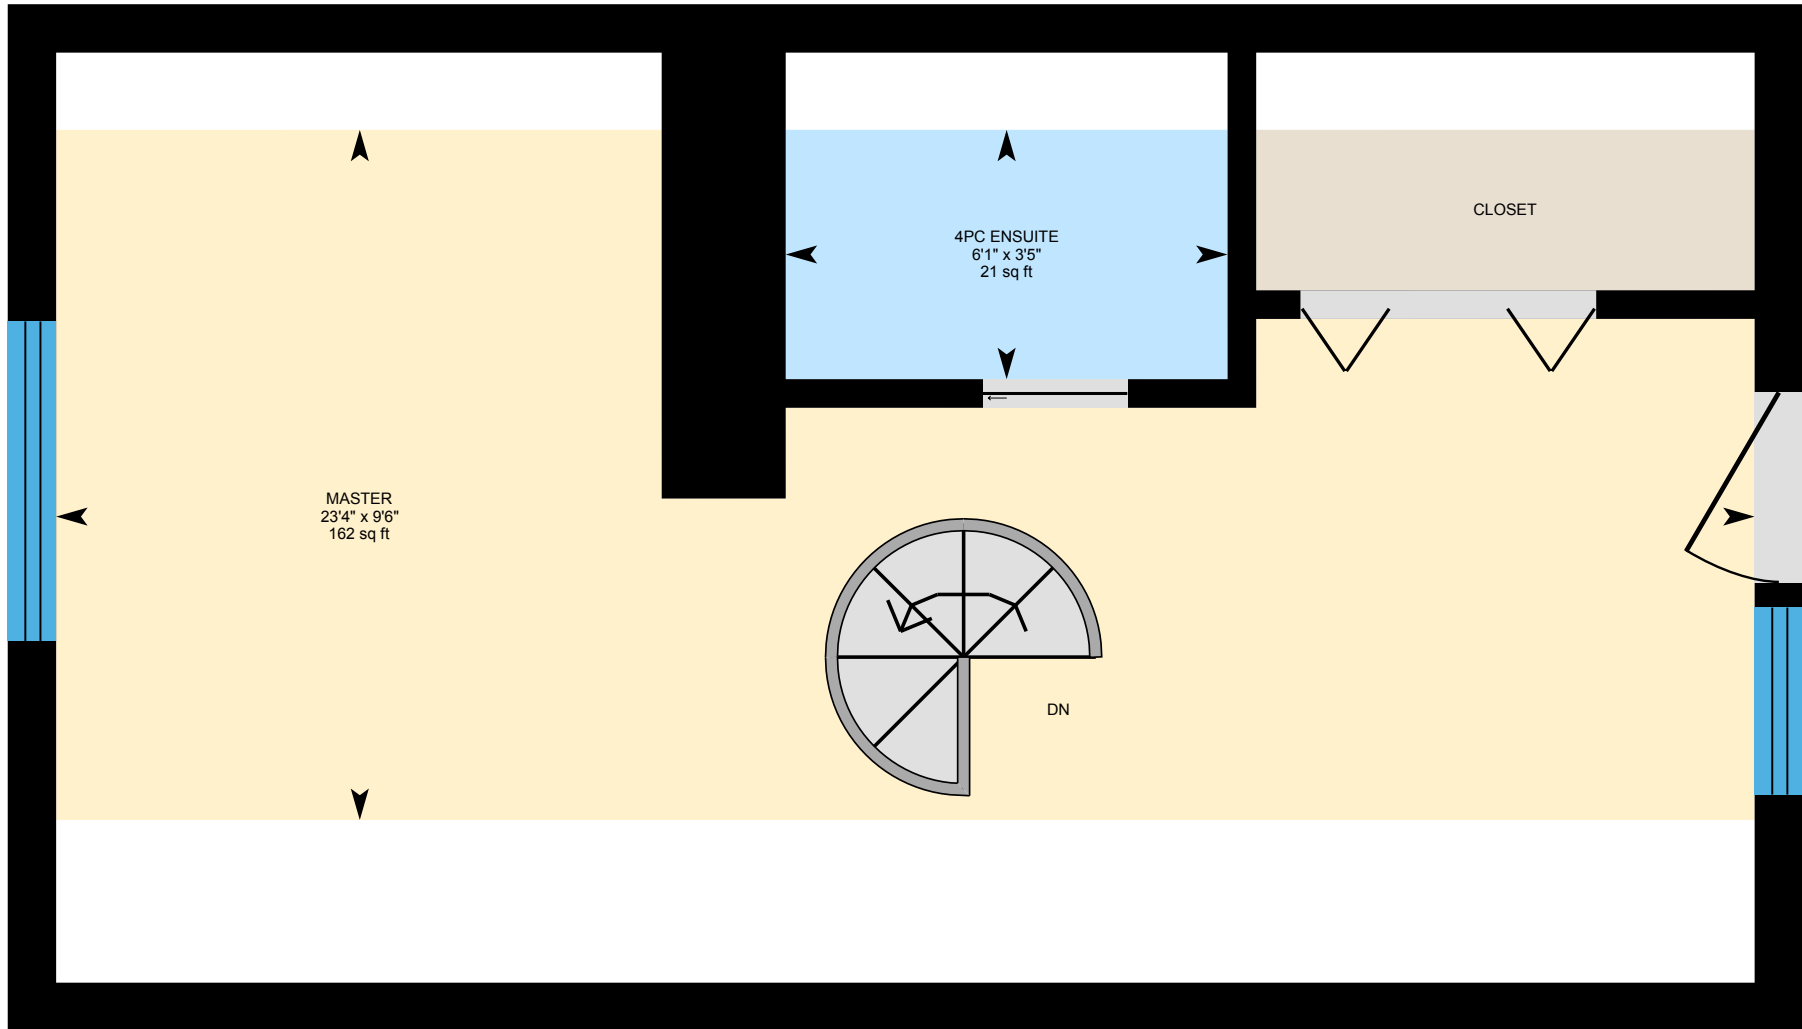 CLOSET
4PC ENSUITE
6'1" x 3'5"
21 sq ft
MASTER
23'4" x 9'6"
162 sq ft
DN